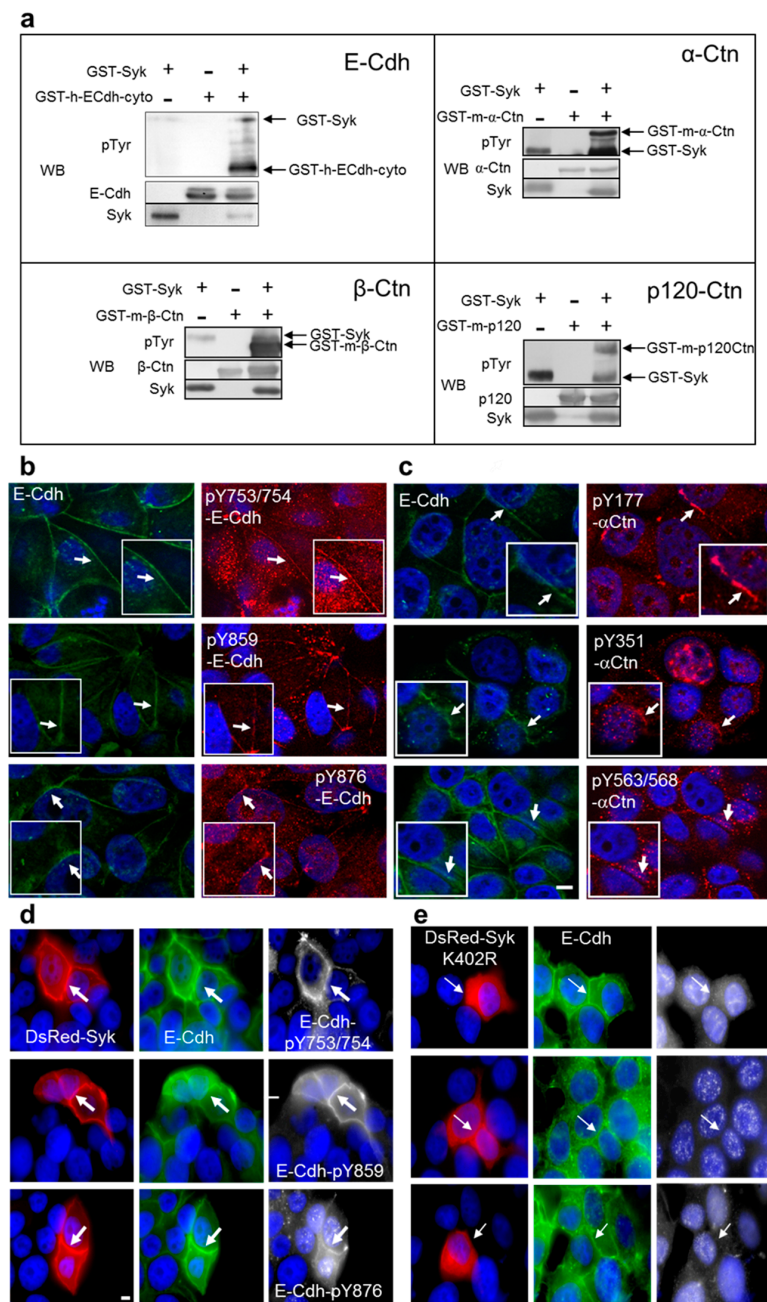 a
E-Cdh
GST-Syk + - +
GST-h-ECdh-cyto - + +
GST-Syk
pTyr
WB
GST-h-ECdh-cyto
E-Cdh
Syk
α-Ctn
GST-Syk + - +
GST-m-α-Ctn - + +
GST-m-α-Ctn
pTyr
GST-Syk
WB α-Ctn
Syk
β-Ctn
GST-Syk + - +
GST-m-β-Ctn - + +
GST-Syk
pTyr
GST-m-β-Ctn
WB β-Ctn
Syk
p120-Ctn
GST-Syk + - +
GST-m-p120 - + +
GST-m-p120Ctn
pTyr
GST-Syk
WB
p120
Syk
b
E-Cdh
pY753/754
-E-Cdh
pY859
-E-Cdh
pY876
-E-Cdh
c
E-Cdh
pY177
-αCtn
pY351
-αCtn
pY563/568
-αCtn
d
DsRed-Syk
E-Cdh
E-Cdh-
pY753/754
E-Cdh-pY859
E-Cdh-pY876
e
DsRed-Syk
K402R
E-Cdh